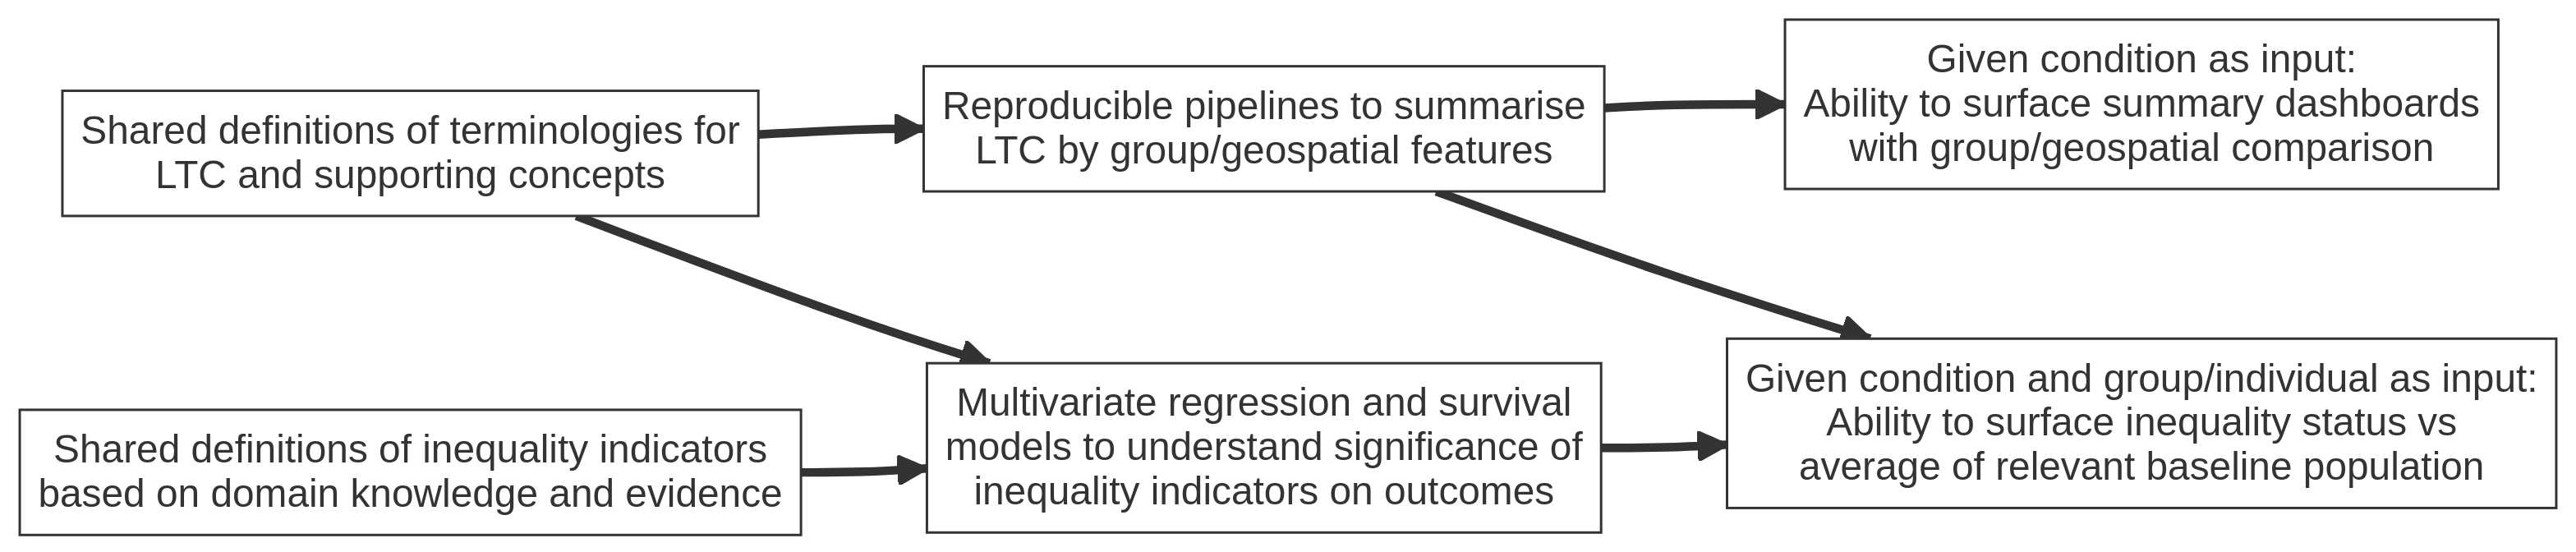 Shared definitions of terminologies for
LTC and supporting concepts
Reproducible pipelines to summarise
LTC by group/geospatial features
Given condition as input:
Ability to surface summary dashboards
with group/geospatial comparison
Shared definitions of inequality indicators
based on domain knowledge and evidence
Multivariate regression and survival
models to understand significance of
inequality indicators on outcomes
Given condition and group/individual as input:
Ability to surface inequality status vs
average of relevant baseline population